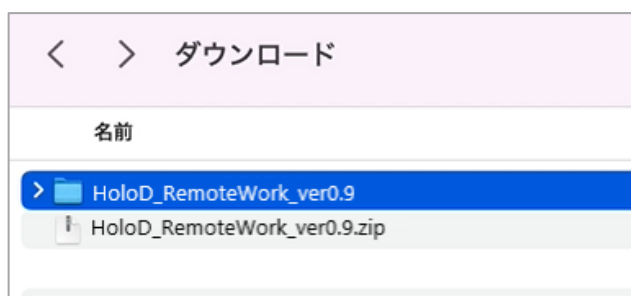 ダウンロード
名前
HoloD_RemoteWork_ver0.9
HoloD_RemoteWork_ver0.9.zip